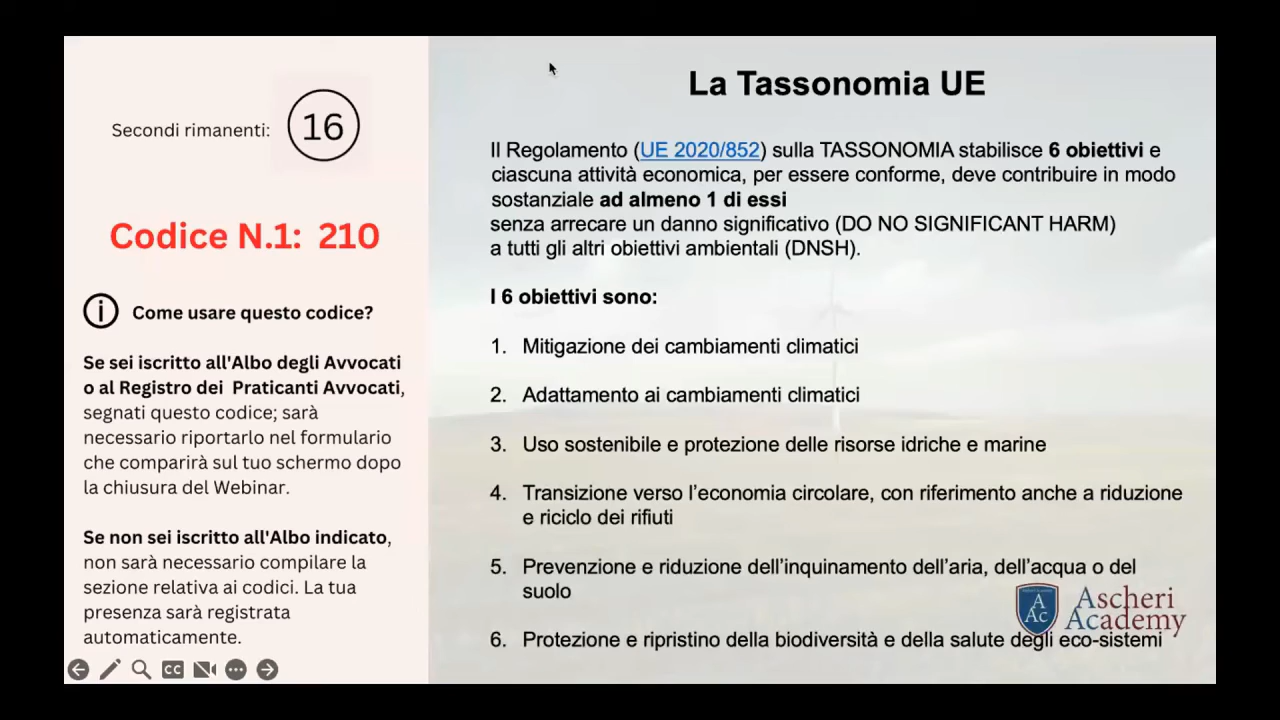 Secondi rimanenti:
16
Codice N.1: 210
Come usare questo codice?
Se sei iscritto all'Albo degli Avvocati
o al Registro dei Praticanti Avvocati,
segnati questo codice; sarà
necessario riportarlo nel formulario
che comparirà sul tuo schermo dopo
la chiusura del Webinar.
Se non sei iscritto all'Albo indicato,
non sarà necessario compilare la
sezione relativa ai codici. La tua
presenza sarà registrata
automaticamente.
CC
La Tassonomia UE
Il Regolamento (UE 2020/852) sulla TASSONOMIA stabilisce 6 obiettivi e
ciascuna attività economica, per essere conforme, deve contribuire in modo
sostanziale ad almeno 1 di essi
senza arrecare un danno significativo (DO NO SIGNIFICANT HARM)
a tutti gli altri obiettivi ambientali (DNSH).
I 6 obiettivi sono:
1. Mitigazione dei cambiamenti climatici
2. Adattamento ai cambiamenti climatici
3. Uso sostenibile e protezione delle risorse idriche e marine
4. Transizione verso l'economia circolare, con riferimento anche a riduzione
e riciclo dei rifiuti
5. Prevenzione e riduzione dell'inquinamento dell'aria, dell'acqua o del
suolo
6. Protezione e ripristino della biodiversità e della salute degli eco-sistemi
A
Ac
Ascheri
Academy